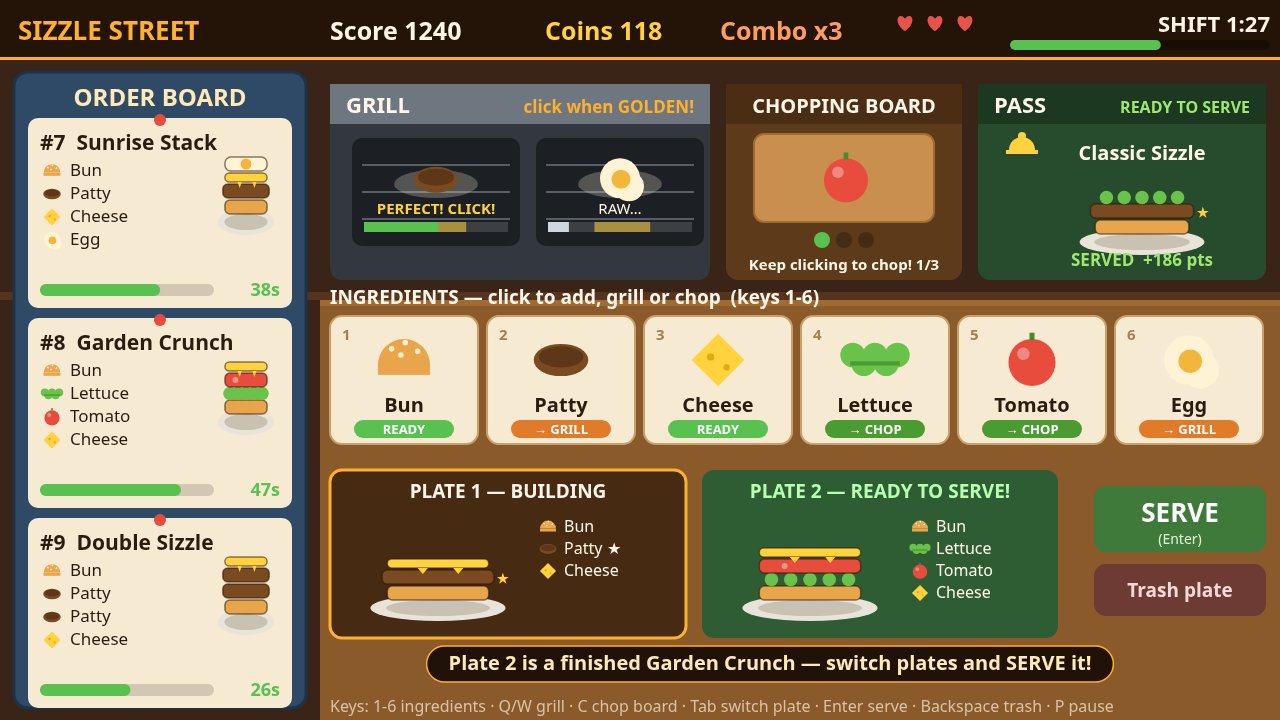 SIZZLE STREET
Score 1240
Coins 118
Combo x3
SHIFT 1:27
ORDER BOARD
#7 Sunrise Stack
Bun
Patty
Cheese
Egg
38s
#8 Garden Crunch
Bun
Lettuce
Tomato
Cheese
47s
#9 Double Sizzle
Bun
Patty
Patty
Cheese
26s
GRILL
click when GOLDEN!
PERFECT! CLICK!
RAW...
CHOPPING BOARD
Keep clicking to chop! 1/3
PASS
READY TO SERVE
Classic Sizzle
★
SERVED +186 pts
INGREDIENTS — click to add, grill or chop (keys 1-6)
1
Bun
READY
2
Patty
→ GRILL
3
Cheese
READY
4
Lettuce
→ CHOP
5
Tomato
→ CHOP
6
Egg
→ GRILL
PLATE 1 — BUILDING
Bun
Patty ★
Cheese
★
PLATE 2 — READY TO SERVE!
Bun
Lettuce
Tomato
Cheese
SERVE
(Enter)
Trash plate
Plate 2 is a finished Garden Crunch — switch plates and SERVE it!
Keys: 1-6 ingredients · Q/W grill · C chop board · Tab switch plate · Enter serve · Backspace trash · P pause